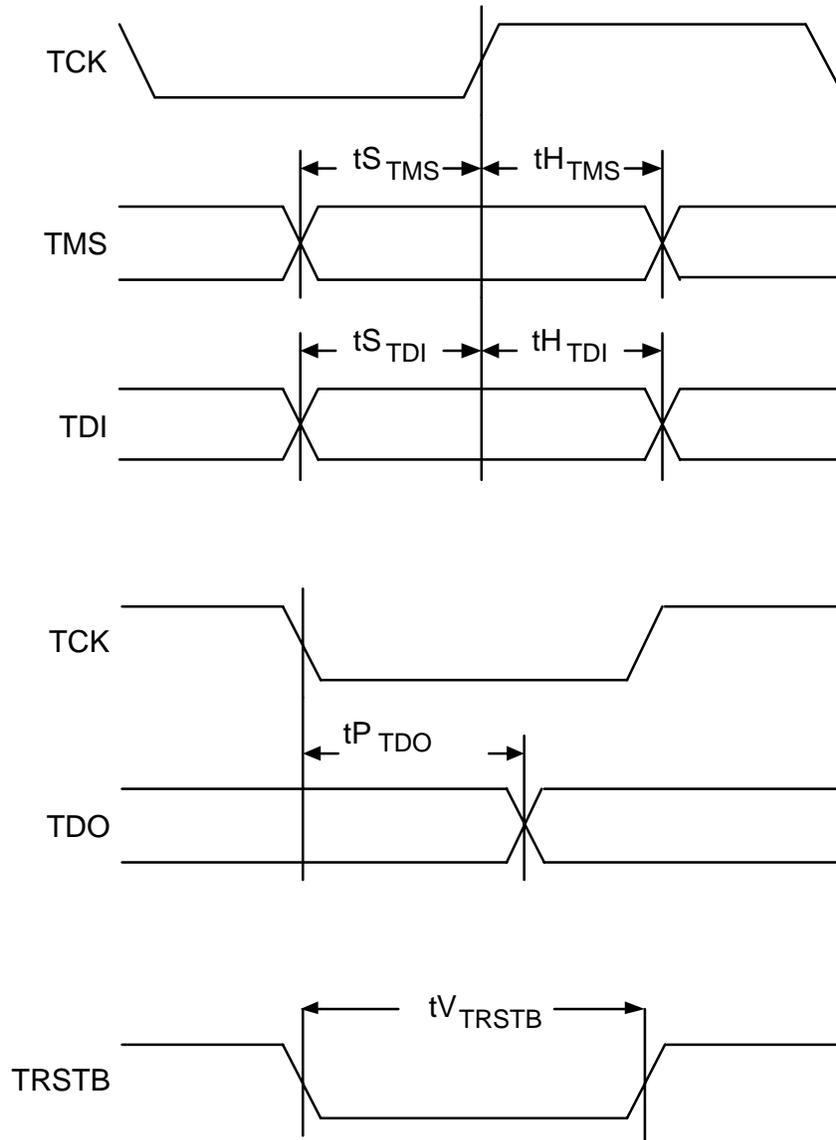 TCK
tS TMS tH TMS
TMS
tS TDI tH TDI
TDI
TCK
tP TDO
TDO
tV TRSTB
TRSTB